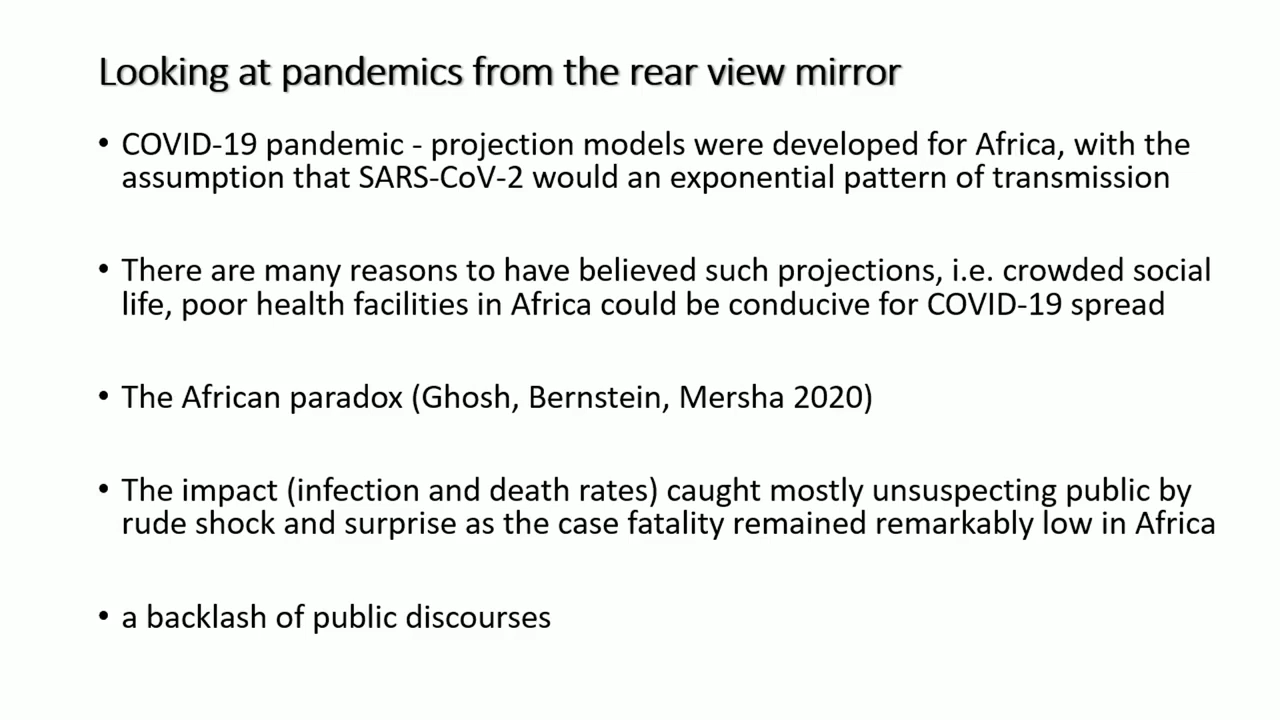 Looking at pandemics from the rear view mirror
• COVID-19 pandemic - projection models were developed for Africa, with the
assumption that SARS-CoV-2 would an exponential pattern of transmission
• There are many reasons to have believed such projections, i.e. crowded social
life, poor health facilities in Africa could be conducive for COVID-19 spread
• The African paradox (Ghosh, Bernstein, Mersha 2020)
• The impact (infection and death rates) caught mostly unsuspecting public by
rude shock and surprise as the case fatality remained remarkably low in Africa
• a backlash of public discourses